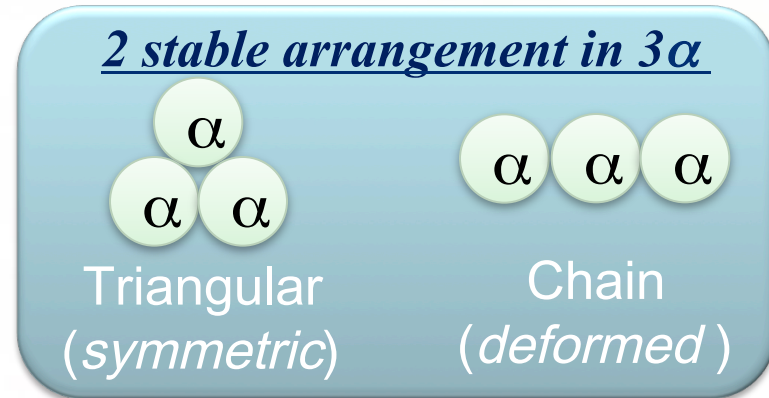 2 stable arrangement in 3α
α
α α
α α α
Triangular
(symmetric)
Chain
(deformed )